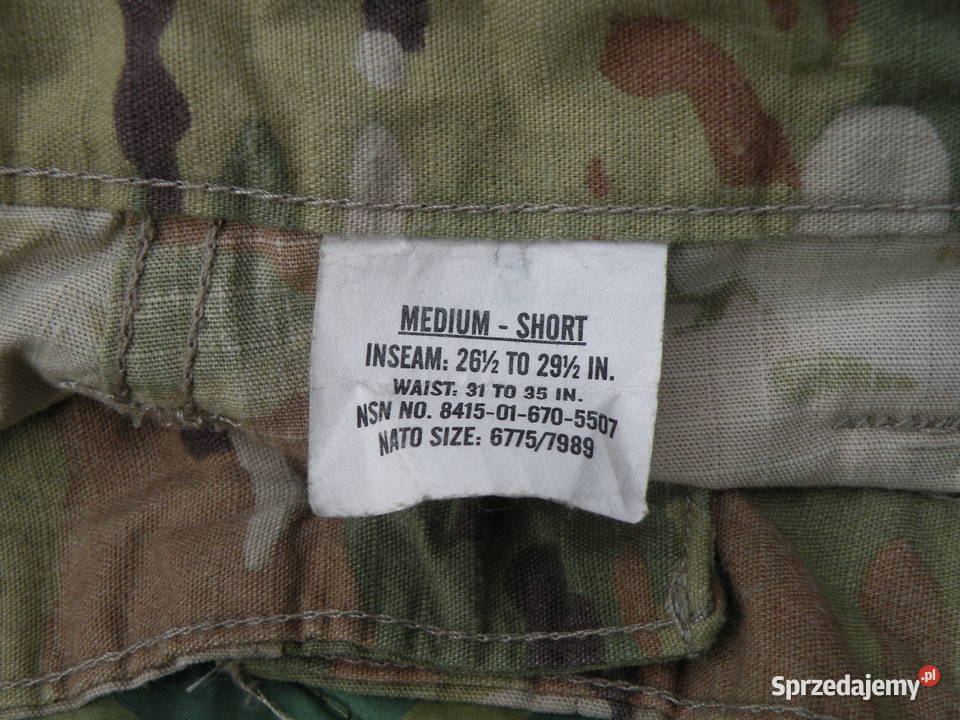 MEDIUM - SHORT
INSEAM: 26½ TO 29½ IN.
WAIST: 31 TO 35 IN.
NSN NO. 8415-01-670-5507
NATO SIZE: 6775/7989
Sprzedajemy.pl